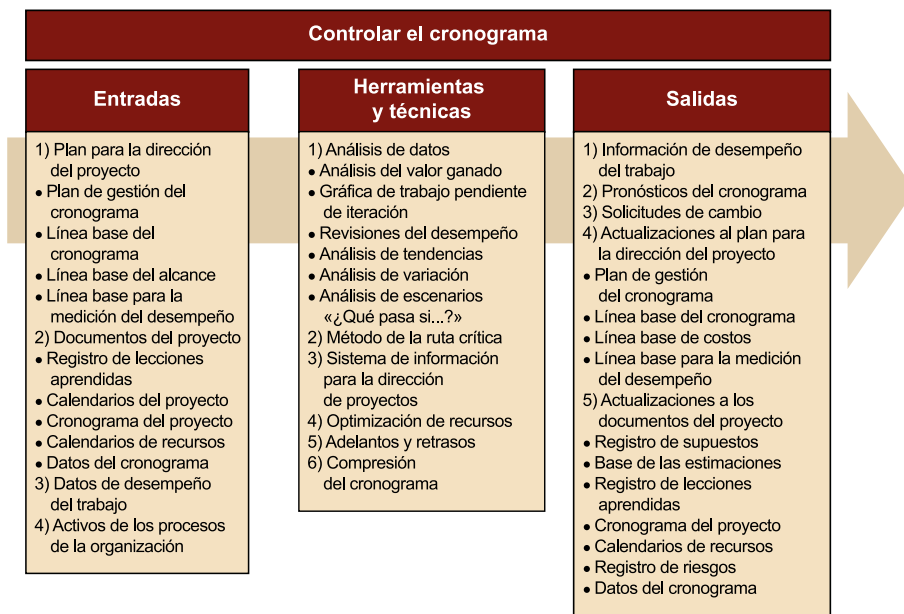 Controlar el cronograma
Entradas
1) Plan para la dirección
del proyecto
• Plan de gestión del
cronograma
• Línea base del
cronograma
• Línea base del alcance
• Línea base para la
medición del desempeño
2) Documentos del proyecto
• Registro de lecciones
aprendidas
• Calendarios del proyecto
• Cronograma del proyecto
• Calendarios de recursos
• Datos del cronograma
3) Datos de desempeño
del trabajo
4) Activos de los procesos
de la organización
Herramientas
y técnicas
1) Análisis de datos
• Análisis del valor ganado
• Gráfica de trabajo pendiente
de iteración
• Revisiones del desempeño
• Análisis de tendencias
• Análisis de variación
• Análisis de escenarios
«¿Qué pasa si...?»
2) Método de la ruta crítica
3) Sistema de información
para la dirección
de proyectos
4) Optimización de recursos
5) Adelantos y retrasos
6) Compresión
del cronograma
Salidas
1) Información de desempeño
del trabajo
2) Pronósticos del cronograma
3) Solicitudes de cambio
4) Actualizaciones al plan para
la dirección del proyecto
• Plan de gestión
del cronograma
• Línea base del cronograma
• Línea base de costos
• Línea base para la medición
del desempeño
5) Actualizaciones a los
documentos del proyecto
• Registro de supuestos
• Base de las estimaciones
• Registro de lecciones
aprendidas
• Cronograma del proyecto
• Calendarios de recursos
• Registro de riesgos
• Datos del cronograma